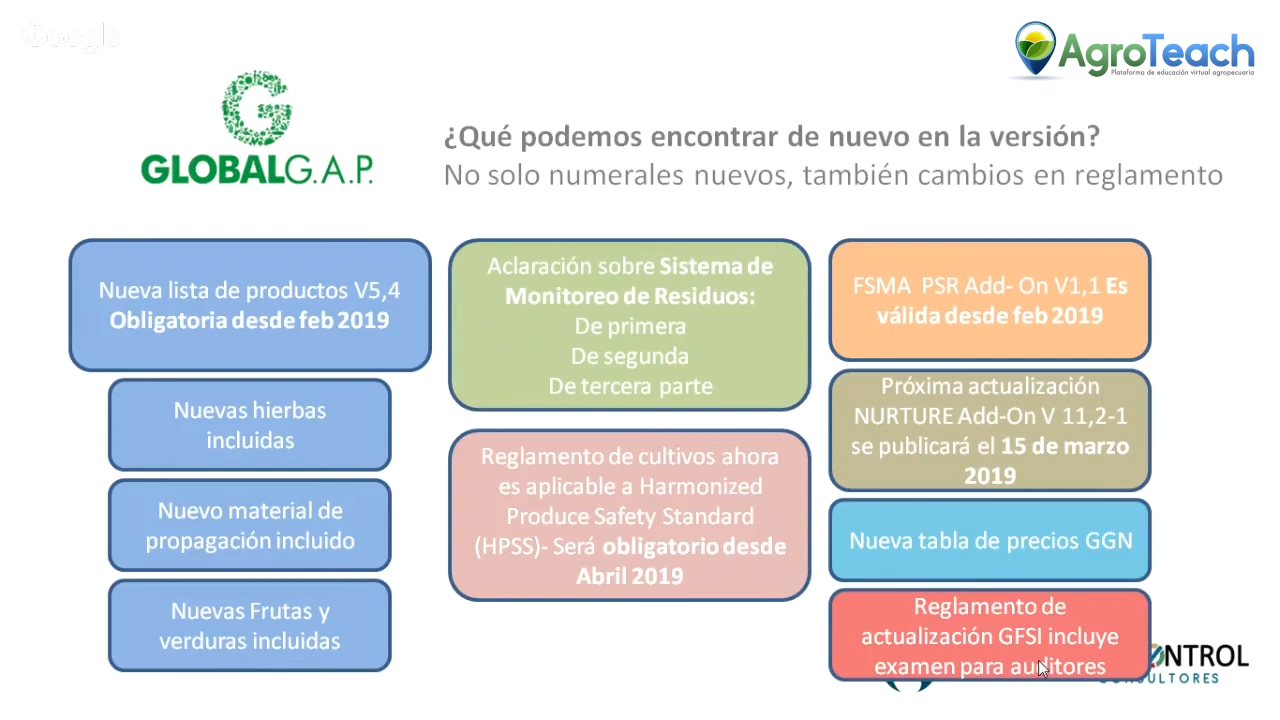 Google
AgroTeach
Plataforma de educación virtual agropecuaria
GLOBALG.A.P.
¿Qué podemos encontrar de nuevo en la versión?
No solo numerales nuevos, también cambios en reglamento
Nueva lista de productos V5,4
Obligatoria desde feb 2019
Nuevas hierbas
incluidas
Nuevo material de
propagación incluido
Nuevas Frutas y
verduras incluidas
Aclaración sobre Sistema de
Monitoreo de Residuos:
De primera
De segunda
De tercera parte
Reglamento de cultivos ahora
es aplicable a Harmonized
Produce Safety Standard
(HPSS)- Será obligatorio desde
Abril 2019
FSMA PSR Add- On V1,1 Es
válida desde feb 2019
Próxima actualización
NURTURE Add-On V 11,2-1
se publicará el 15 de marzo
2019
Nueva tabla de precios GGN
Reglamento de
actualización GFSI incluye
examen para auditores
NTROL
SULTORES